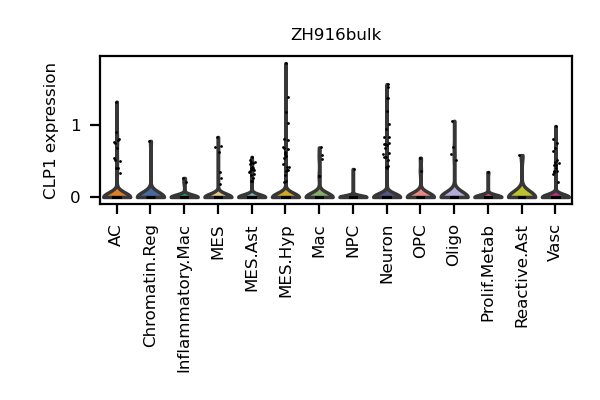 ZH916bulk
CLP1 expression
1
0
AC
Chromatin.Reg
Inflammatory.Mac
MES
MES.Ast
MES.Hyp
Mac
NPC
Neuron
OPC
Oligo
Prolif.Metab
Reactive.Ast
Vasc